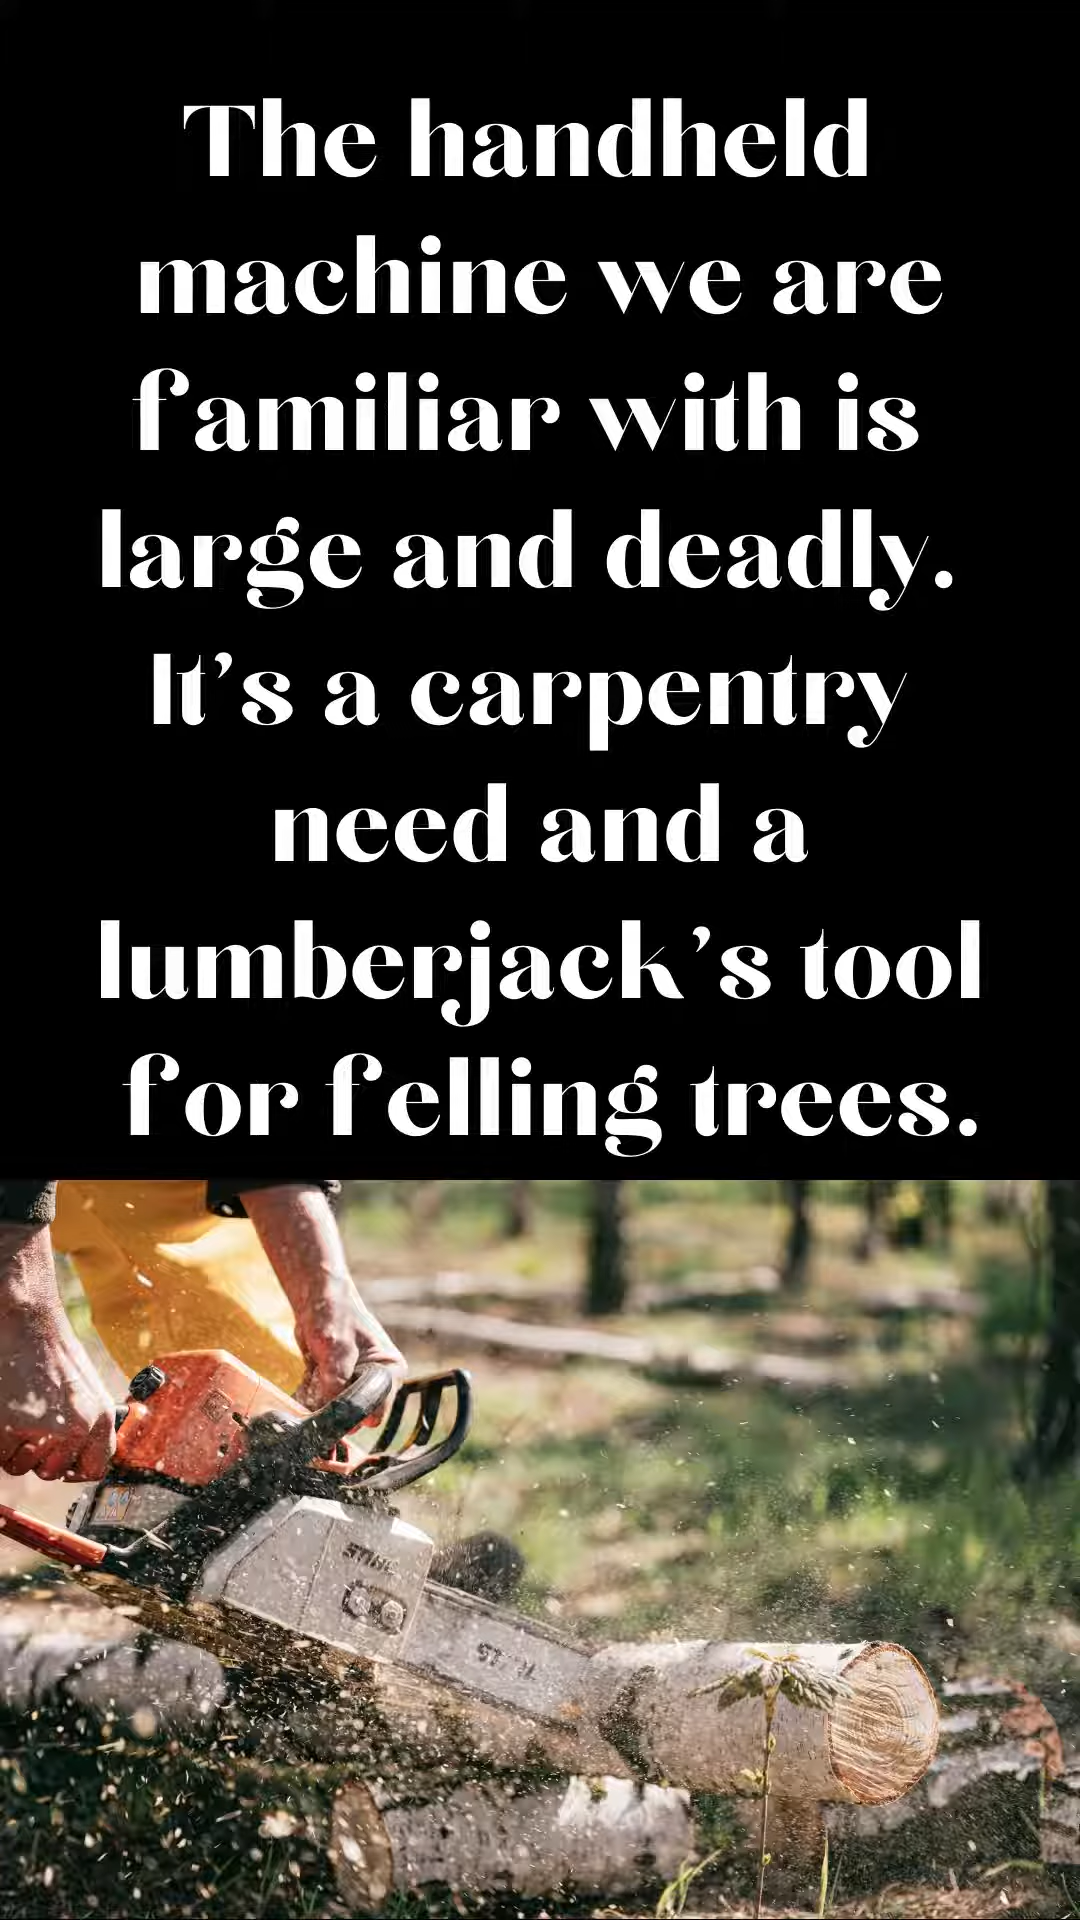 The handheld
machine we are
familiar with is
large and deadly.
It’s a carpentry
need and a
lumberjack’s tool
for felling trees.
STIHL